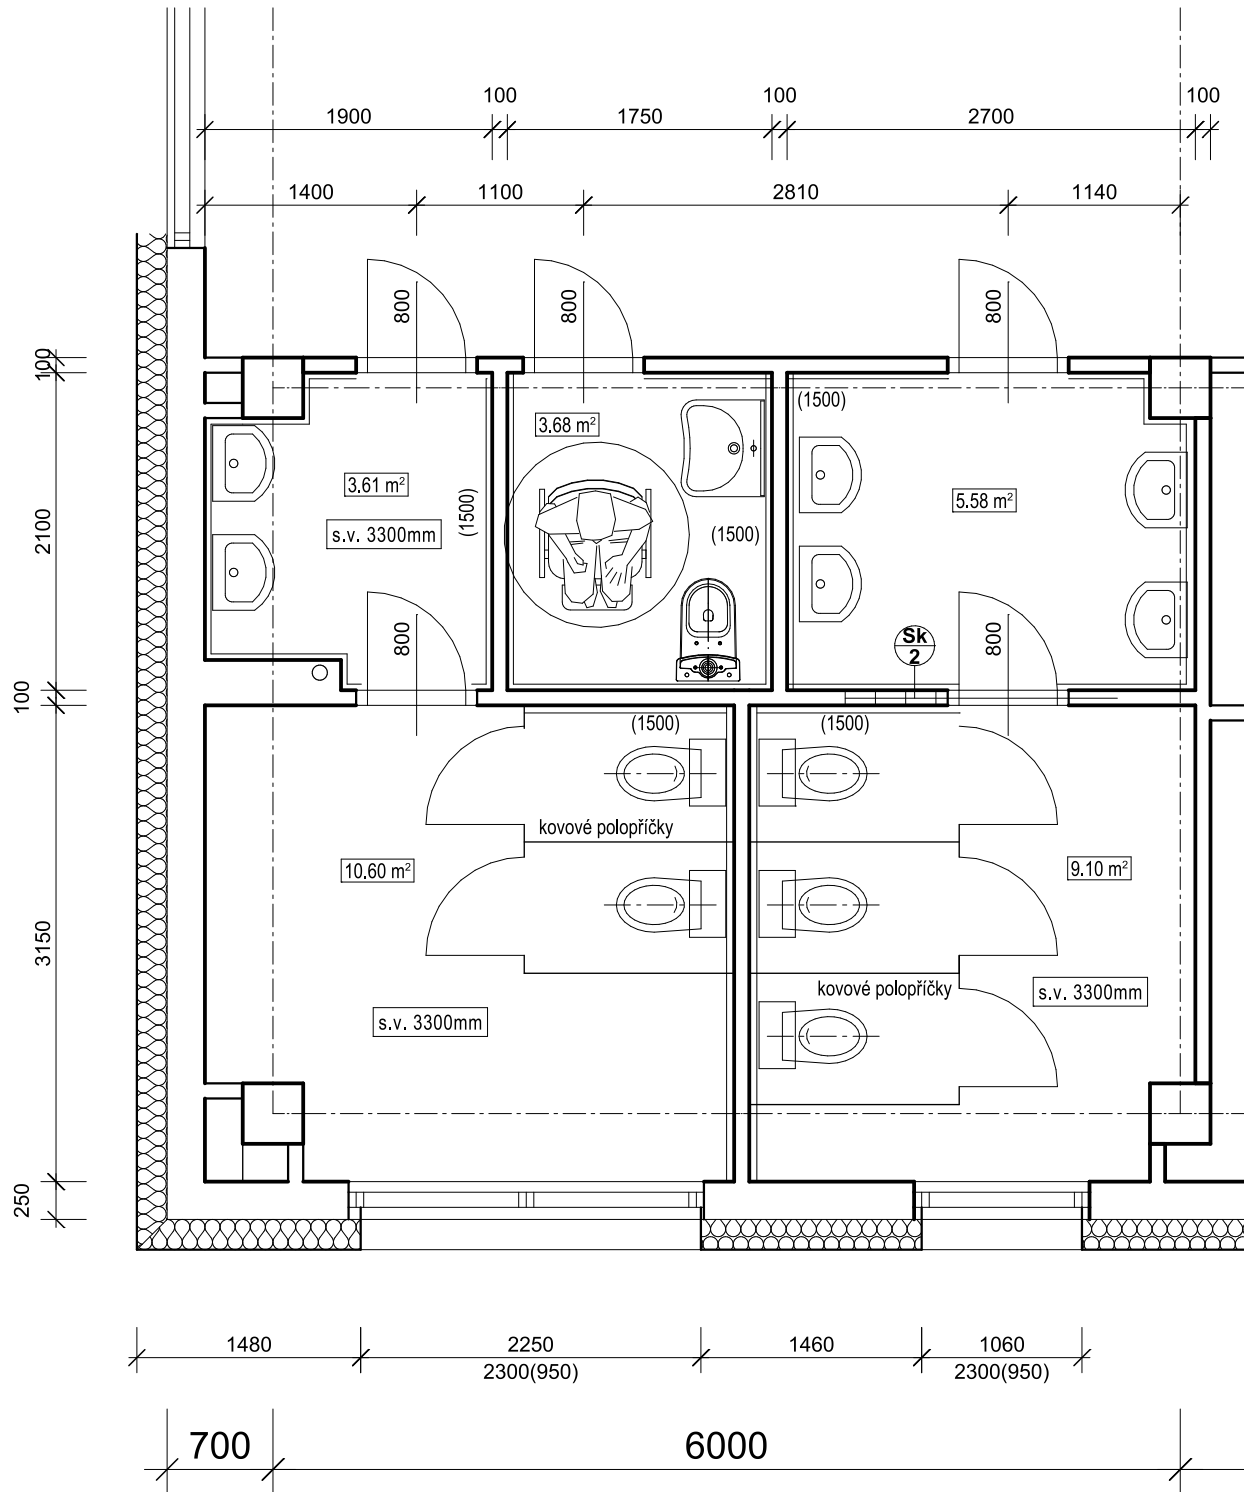 100 100 100
1900 1750 2700
1400 1100 2810 1140
800 800 800
100
3.68 m² (1500)
3.61 m² 5.58 m²
s.v. 3300mm (1500) (1500)
2100
800 Sk 800
2
100
(1500) (1500)
kovové polopříčky
10.60 m² 9.10 m²
3150
kovové polopříčky s.v. 3300mm
s.v. 3300mm
250
1480 2250 1460 1060
2300(950) 2300(950)
700 6000